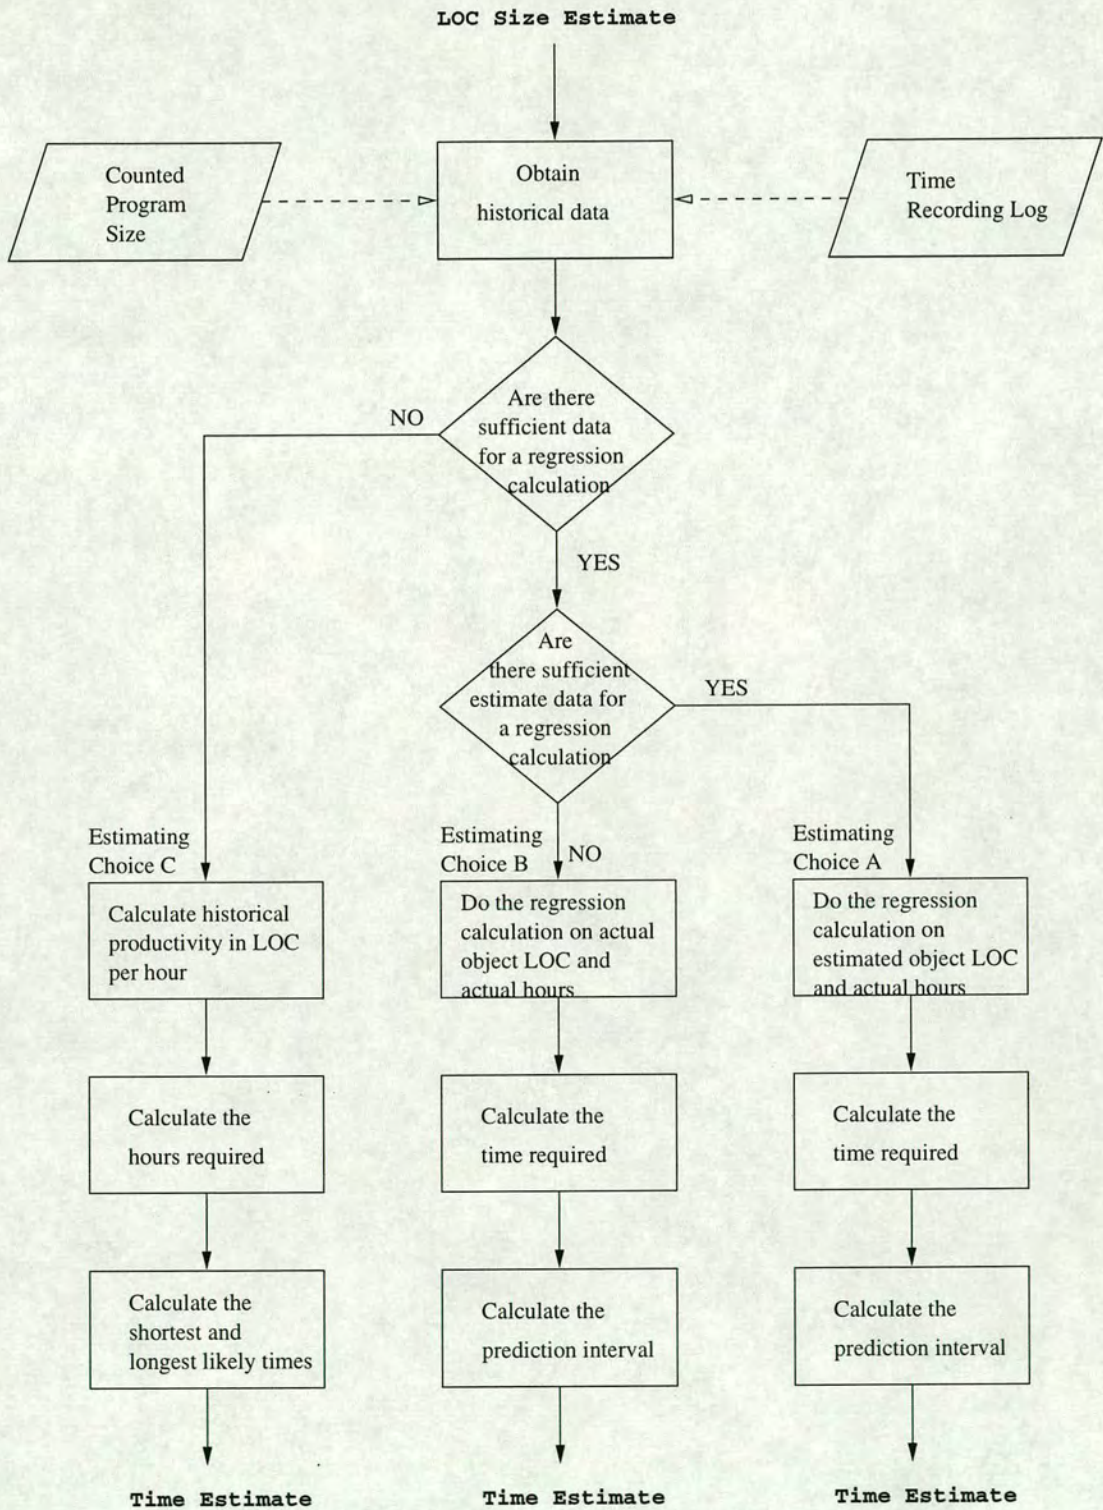 LOC Size Estimate
Counted
Program
Size
Obtain
historical data
Time
Recording Log
Are there
sufficient data
for a regression
calculation
NO
YES
Are
there sufficient
estimate data for
a regression
calculation
YES
NO
Estimating
Choice C
Calculate historical
productivity in LOC
per hour
Calculate the
hours required
Calculate the
shortest and
longest likely times
Time Estimate
Estimating
Choice B
Do the regression
calculation on actual
object LOC and
actual hours
Calculate the
time required
Calculate the
prediction interval
Time Estimate
Estimating
Choice A
Do the regression
calculation on
estimated object LOC
and actual hours
Calculate the
time required
Calculate the
prediction interval
Time Estimate